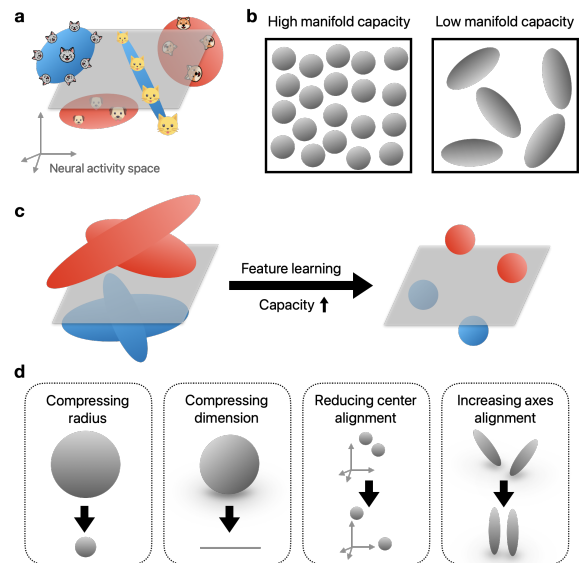 a
Neural activity space
b
High manifold capacity
Low manifold capacity
c
Feature learning
Capacity
d
Compressing
radius
Compressing
dimension
Reducing center
alignment
Increasing axes
alignment